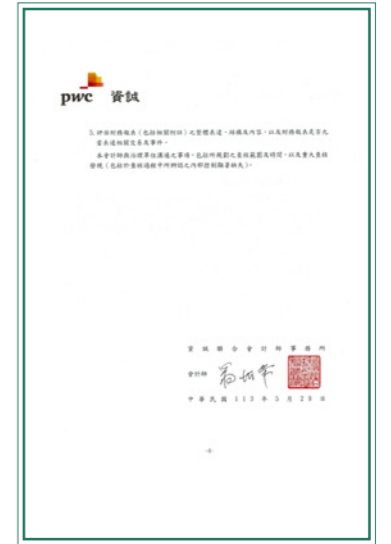 pwc 資誠
5. 評估財務報表（包括相關附註）之整體表達、結構及內容，以及財務報表是否允
當表達相關交易及事件。
本會計師與治理單位溝通之事項，包括所規劃之查核範圍及時間，以及重大查核
發現（包括於查核過程中所辨認之內部控制顯著缺失）。
資誠聯合會計師事務所
會計師
中華民國 113 年 5 月 29 日